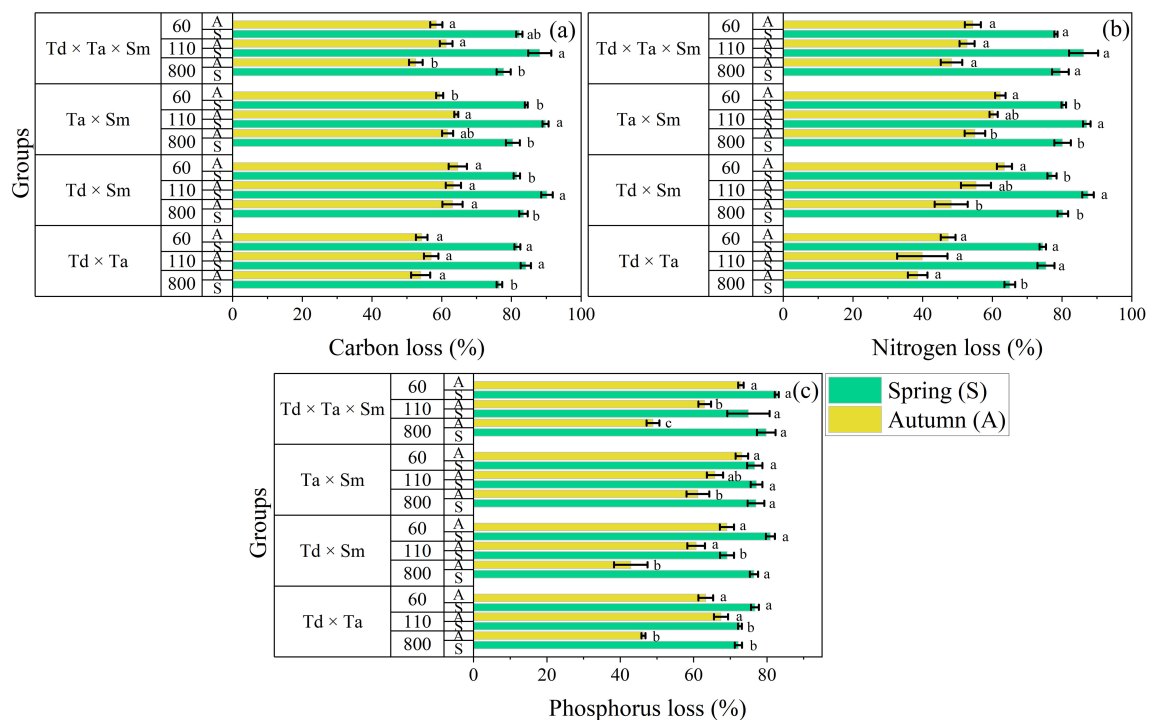 (a)
Groups
Td × Ta × Sm
60
A
a
S
ab
110
A
a
S
a
800
A
b
S
b
Ta × Sm
60
A
b
S
b
110
A
a
S
a
800
A
ab
S
b
Td × Sm
60
A
a
S
b
110
A
a
S
a
800
A
a
S
b
Td × Ta
60
A
a
S
a
110
A
a
S
a
800
A
a
S
b
0 20 40 60 80 100
Carbon loss (%)
(b)
Groups
Td × Ta × Sm
60
A
a
S
a
110
A
a
S
a
800
A
a
S
a
Ta × Sm
60
A
a
S
b
110
A
ab
S
a
800
A
b
S
b
Td × Sm
60
A
a
S
b
110
A
ab
S
a
800
A
b
S
b
Td × Ta
60
A
a
S
a
110
A
a
S
a
800
A
a
S
b
0 20 40 60 80 100
Nitrogen loss (%)
(c)
Groups
Td × Ta × Sm
60
A
a
S
a
110
A
b
S
a
800
A
c
S
a
Ta × Sm
60
A
a
S
a
110
A
ab
S
a
800
A
b
S
a
Td × Sm
60
A
a
S
a
110
A
a
S
b
800
A
b
S
a
Td × Ta
60
A
a
S
a
110
A
a
S
b
800
A
b
S
b
0 20 40 60 80
Phosphorus loss (%)
Spring (S)
Autumn (A)